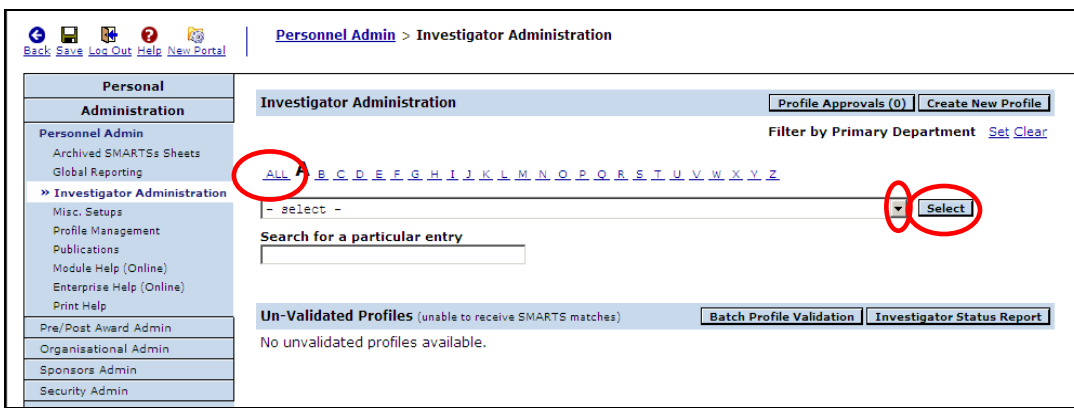 Back Save Log Out Help New Portal
Personnel Admin > Investigator Administration
Personal
Administration
Personnel Admin
Archived SMARTSs Sheets
Global Reporting
» Investigator Administration
Misc. Setups
Profile Management
Publications
Module Help (Online)
Enterprise Help (Online)
Print Help
Pre/Post Award Admin
Organisational Admin
Sponsors Admin
Security Admin
Investigator Administration Profile Approvals (0) Create New Profile
Filter by Primary Department Set Clear
ALL A B C D E F G H I J K L M N O P Q R S T U V W X Y Z
- select - Select
Search for a particular entry
Un-Validated Profiles (unable to receive SMARTS matches) Batch Profile Validation Investigator Status Report
No unvalidated profiles available.